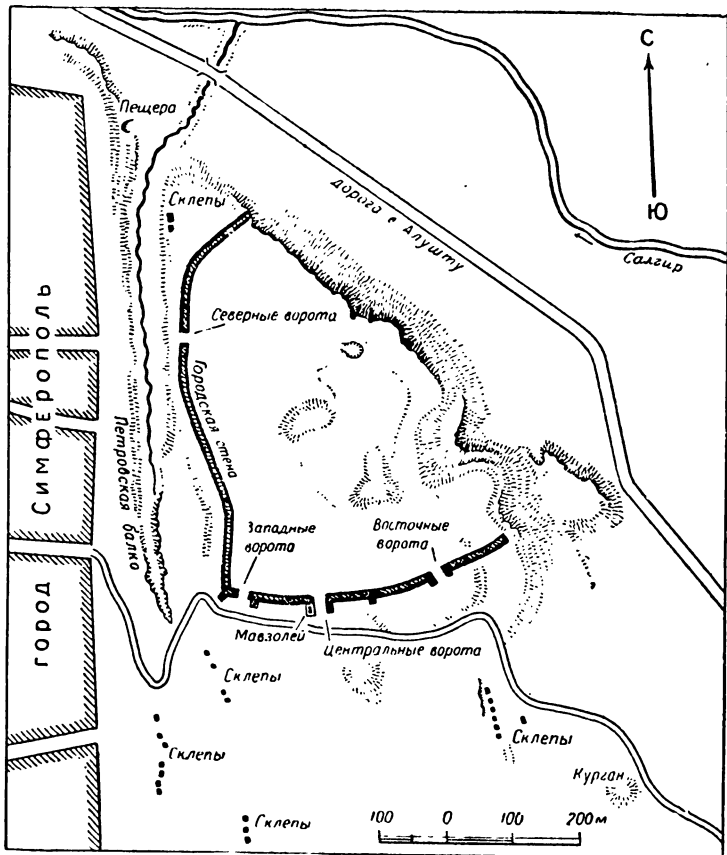 С
Ю
Пещера
Склепы
дорога в Алушту
Салгир
Северные ворота
Городская стена
город Симферополь
Петровская балка
Западные
ворота
Восточные
ворота
Мавзолей
Центральные ворота
Склепы
Склепы
Склепы
Склепы
Курган
100 0 100 200 м